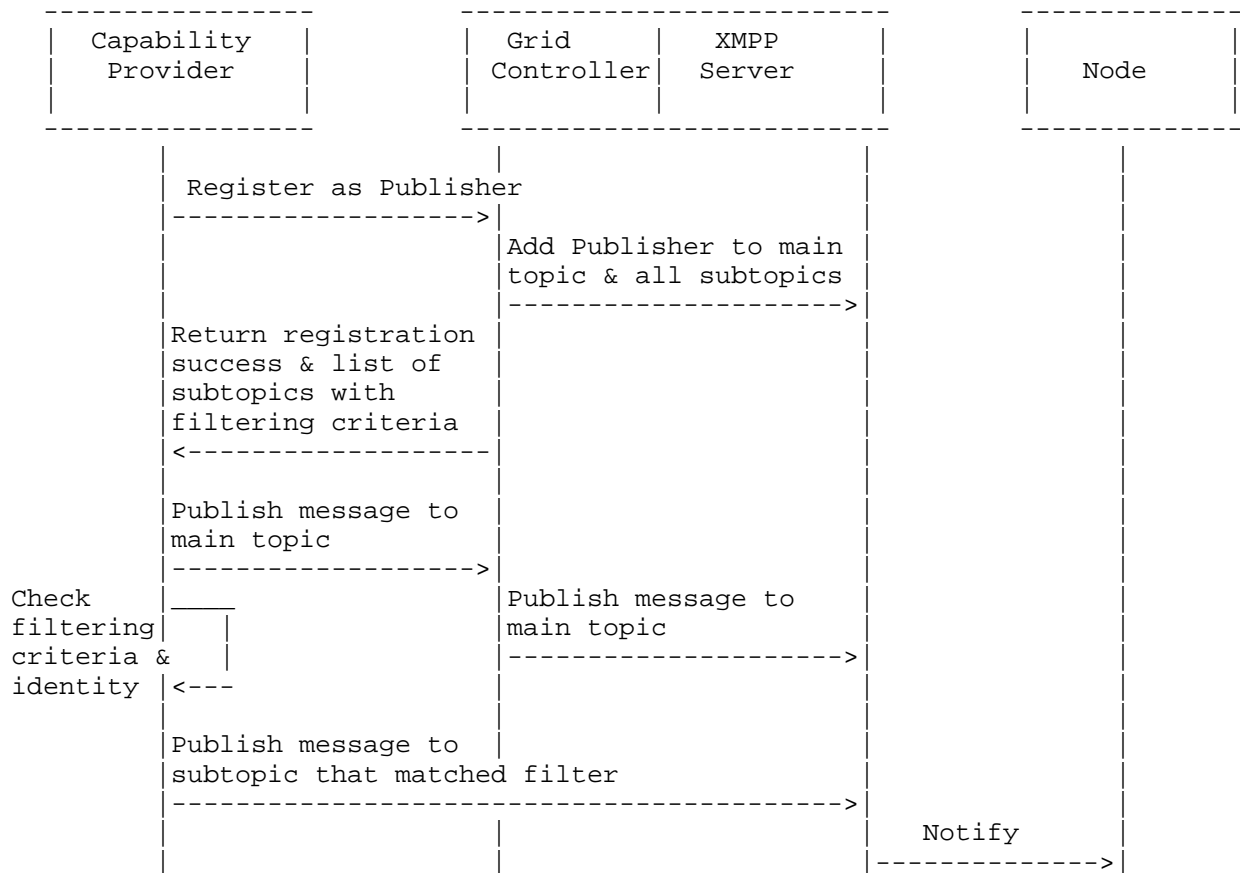 Capability Grid XMPP
Provider Controller Server Node
Register as Publisher
Add Publisher to main
topic & all subtopics
Return registration
success & list of
subtopics with
filtering criteria
Publish message to
main topic
Check Publish message to
filtering main topic
criteria &
identity
Publish message to
subtopic that matched filter
Notify